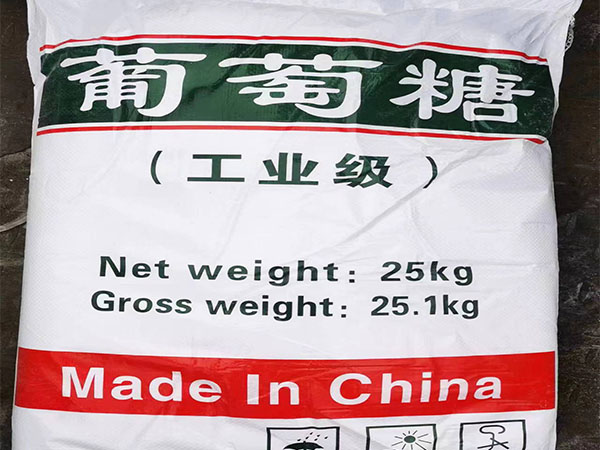 葡萄糖
（工业级）
Net weight: 25kg
Gross weight: 25.1kg
Made In China